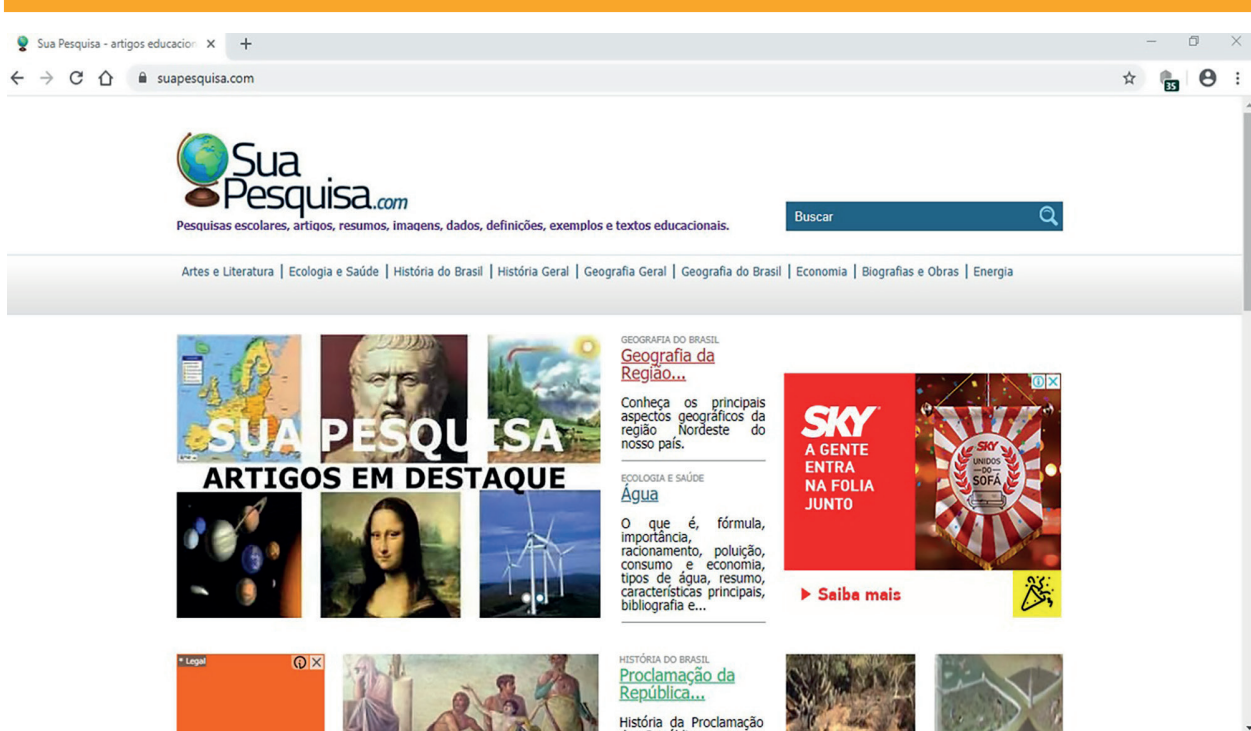 Sua Pesquisa - artigos educacion
suapesquisa.com
35
Sua
Pesquisa.com
Pesquisas escolares, artigos, resumos, imagens, dados, definições, exemplos e textos educacionais.
Buscar
Artes e Literatura | Ecologia e Saúde | História do Brasil | História Geral | Geografia Geral | Geografia do Brasil | Economia | Biografias e Obras | Energia
SUA PESQUISA
ARTIGOS EM DESTAQUE
GEOGRAFIA DO BRASIL
Geografia da
Região...
Conheça os principais
aspectos geográficos da
região Nordeste do
nosso país.
ECOLOGIA E SAÚDE
Água
O que é, fórmula,
importância,
racionamento, poluição,
consumo e economia,
tipos de água, resumo,
características principais,
bibliografia e...
SKY
A GENTE
ENTRA
NA FOLIA
JUNTO
SKY
UNIDOS
DO
SOFÁ
Saiba mais
* Legal
HISTÓRIA DO BRASIL
Proclamação da
República...
História da Proclamação